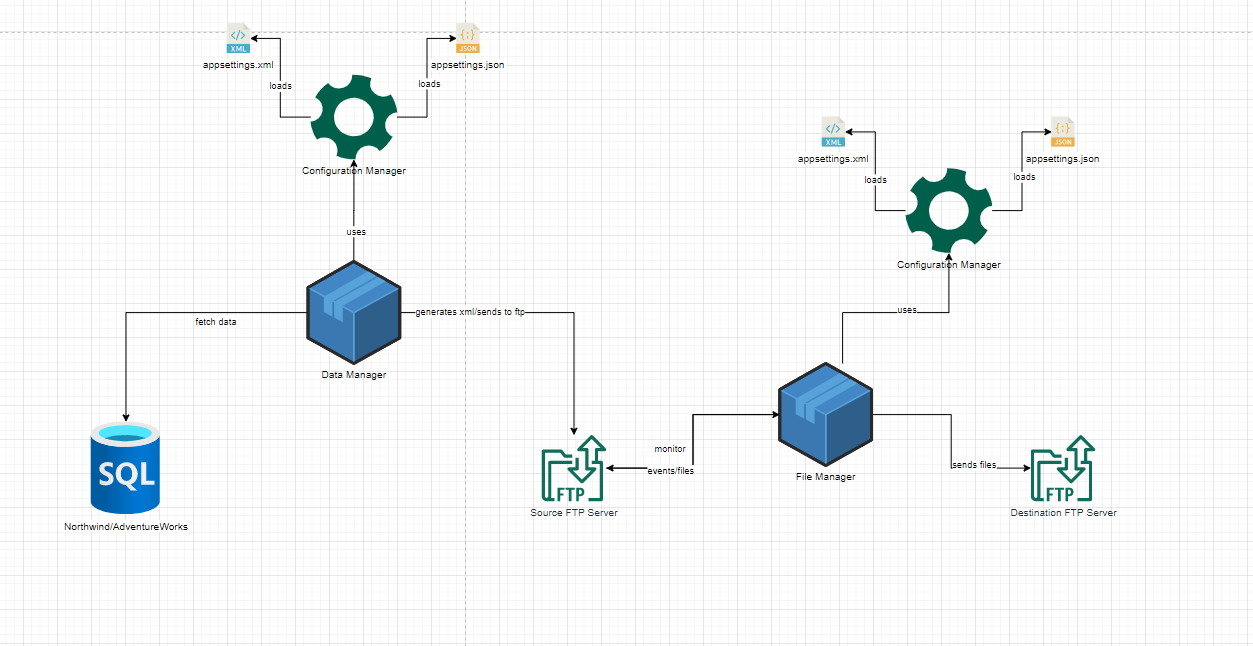 </>
XML
{:}
JSON
appsettings.xml
appsettings.json
loads
loads
Configuration Manager
</>
XML
{:}
JSON
appsettings.xml
appsettings.json
loads
loads
Configuration Manager
uses
uses
generates xml/sends to ftp
fetch data
Data Manager
SQL
Northwind/AdventureWorks
monitor
events/files
FTP
Source FTP Server
File Manager
sends files
FTP
Destination FTP Server